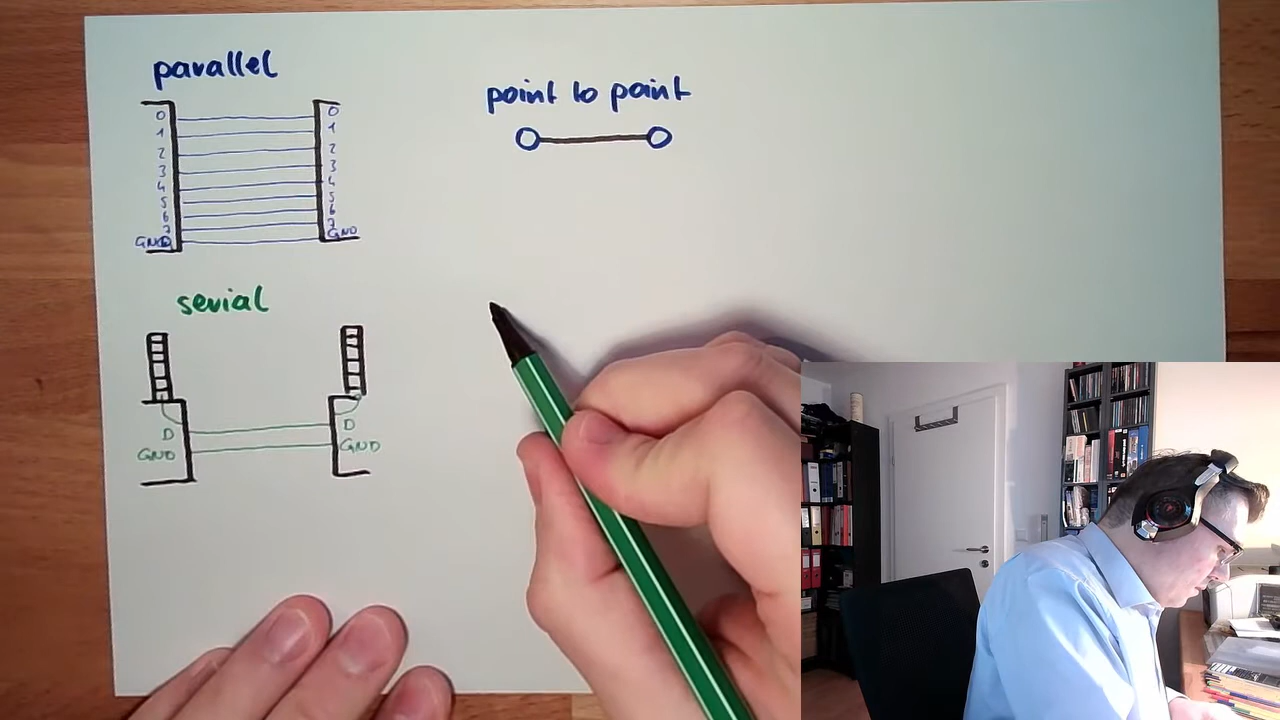 parallel
0 0
1 1
2 2
3 3
4 4
5 5
6 6
7 7
GND GND
serial
D D
GND GND
point to point